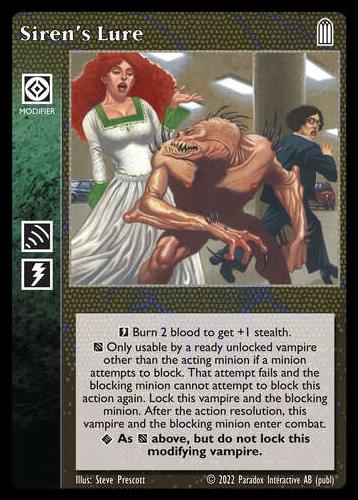 Siren's Lure
MODIFIER
Burn 2 blood to get +1 stealth.
Only usable by a ready unlocked vampire
other than the acting minion if a minion
attempts to block. That attempt fails and the
blocking minion cannot attempt to block this
action again. Lock this vampire and the blocking
minion. After the action resolution, this
vampire and the blocking minion enter combat.
As above, but do not lock this
modifying vampire.
Illus: Steve Prescott © 2022 Paradox Interactive AB (publ)